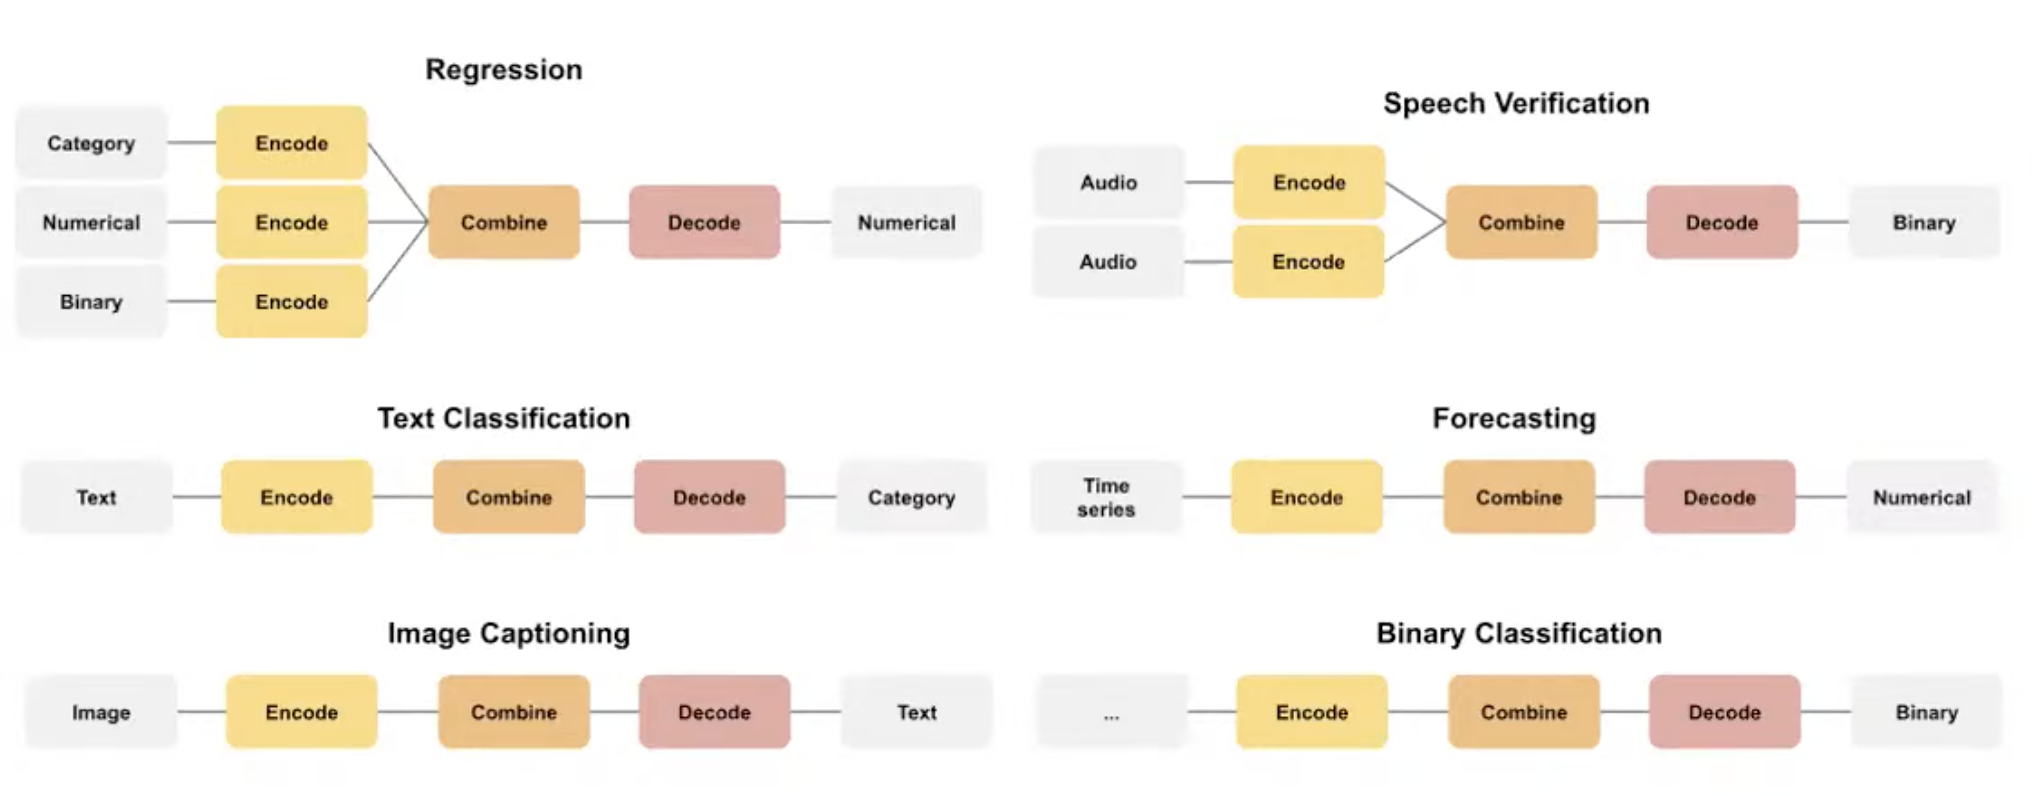 Regression
Category
Encode
Numerical
Encode
Combine
Decode
Numerical
Binary
Encode
Speech Verification
Audio
Encode
Combine
Decode
Binary
Audio
Encode
Text Classification
Text
Encode
Combine
Decode
Category
Forecasting
Time
series
Encode
Combine
Decode
Numerical
Image Captioning
Image
Encode
Combine
Decode
Text
Binary Classification
...
Encode
Combine
Decode
Binary